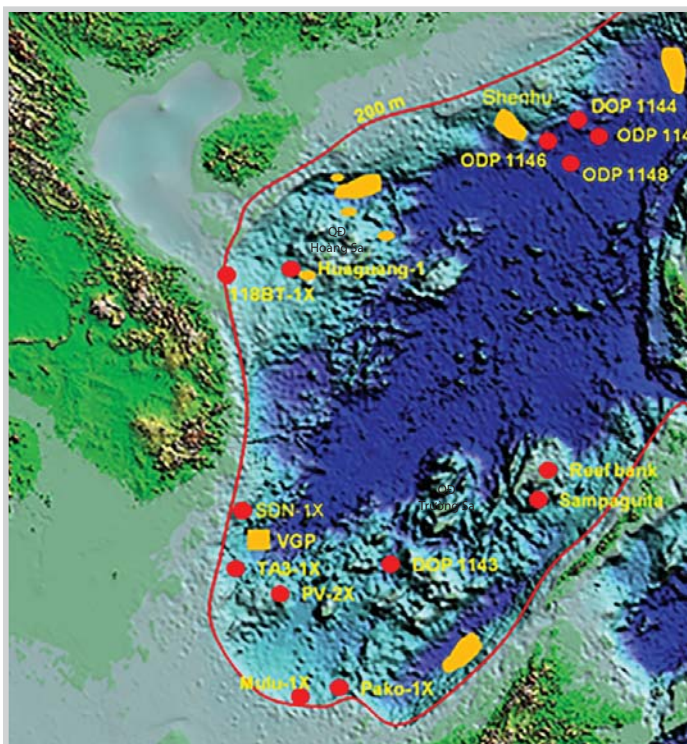 200 m
Shenhu
DOP 1144
ODP 114
ODP 1146
ODP 1148
QĐ
Hoàng Sa
Huaguang-1
118BT-1X
Reef bank
QĐ
Trường Sa
Sampaguita
SDN-1X
VGP
DOP 1143
TA3-1X
PV-2X
Mulu-1X
Pako-1X